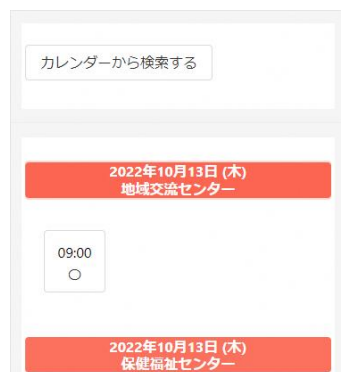 カレンダーから検索する
2022年10月13日 (木)
地域交流センター
09:00
○
2022年10月13日 (木)
保健福祉センター